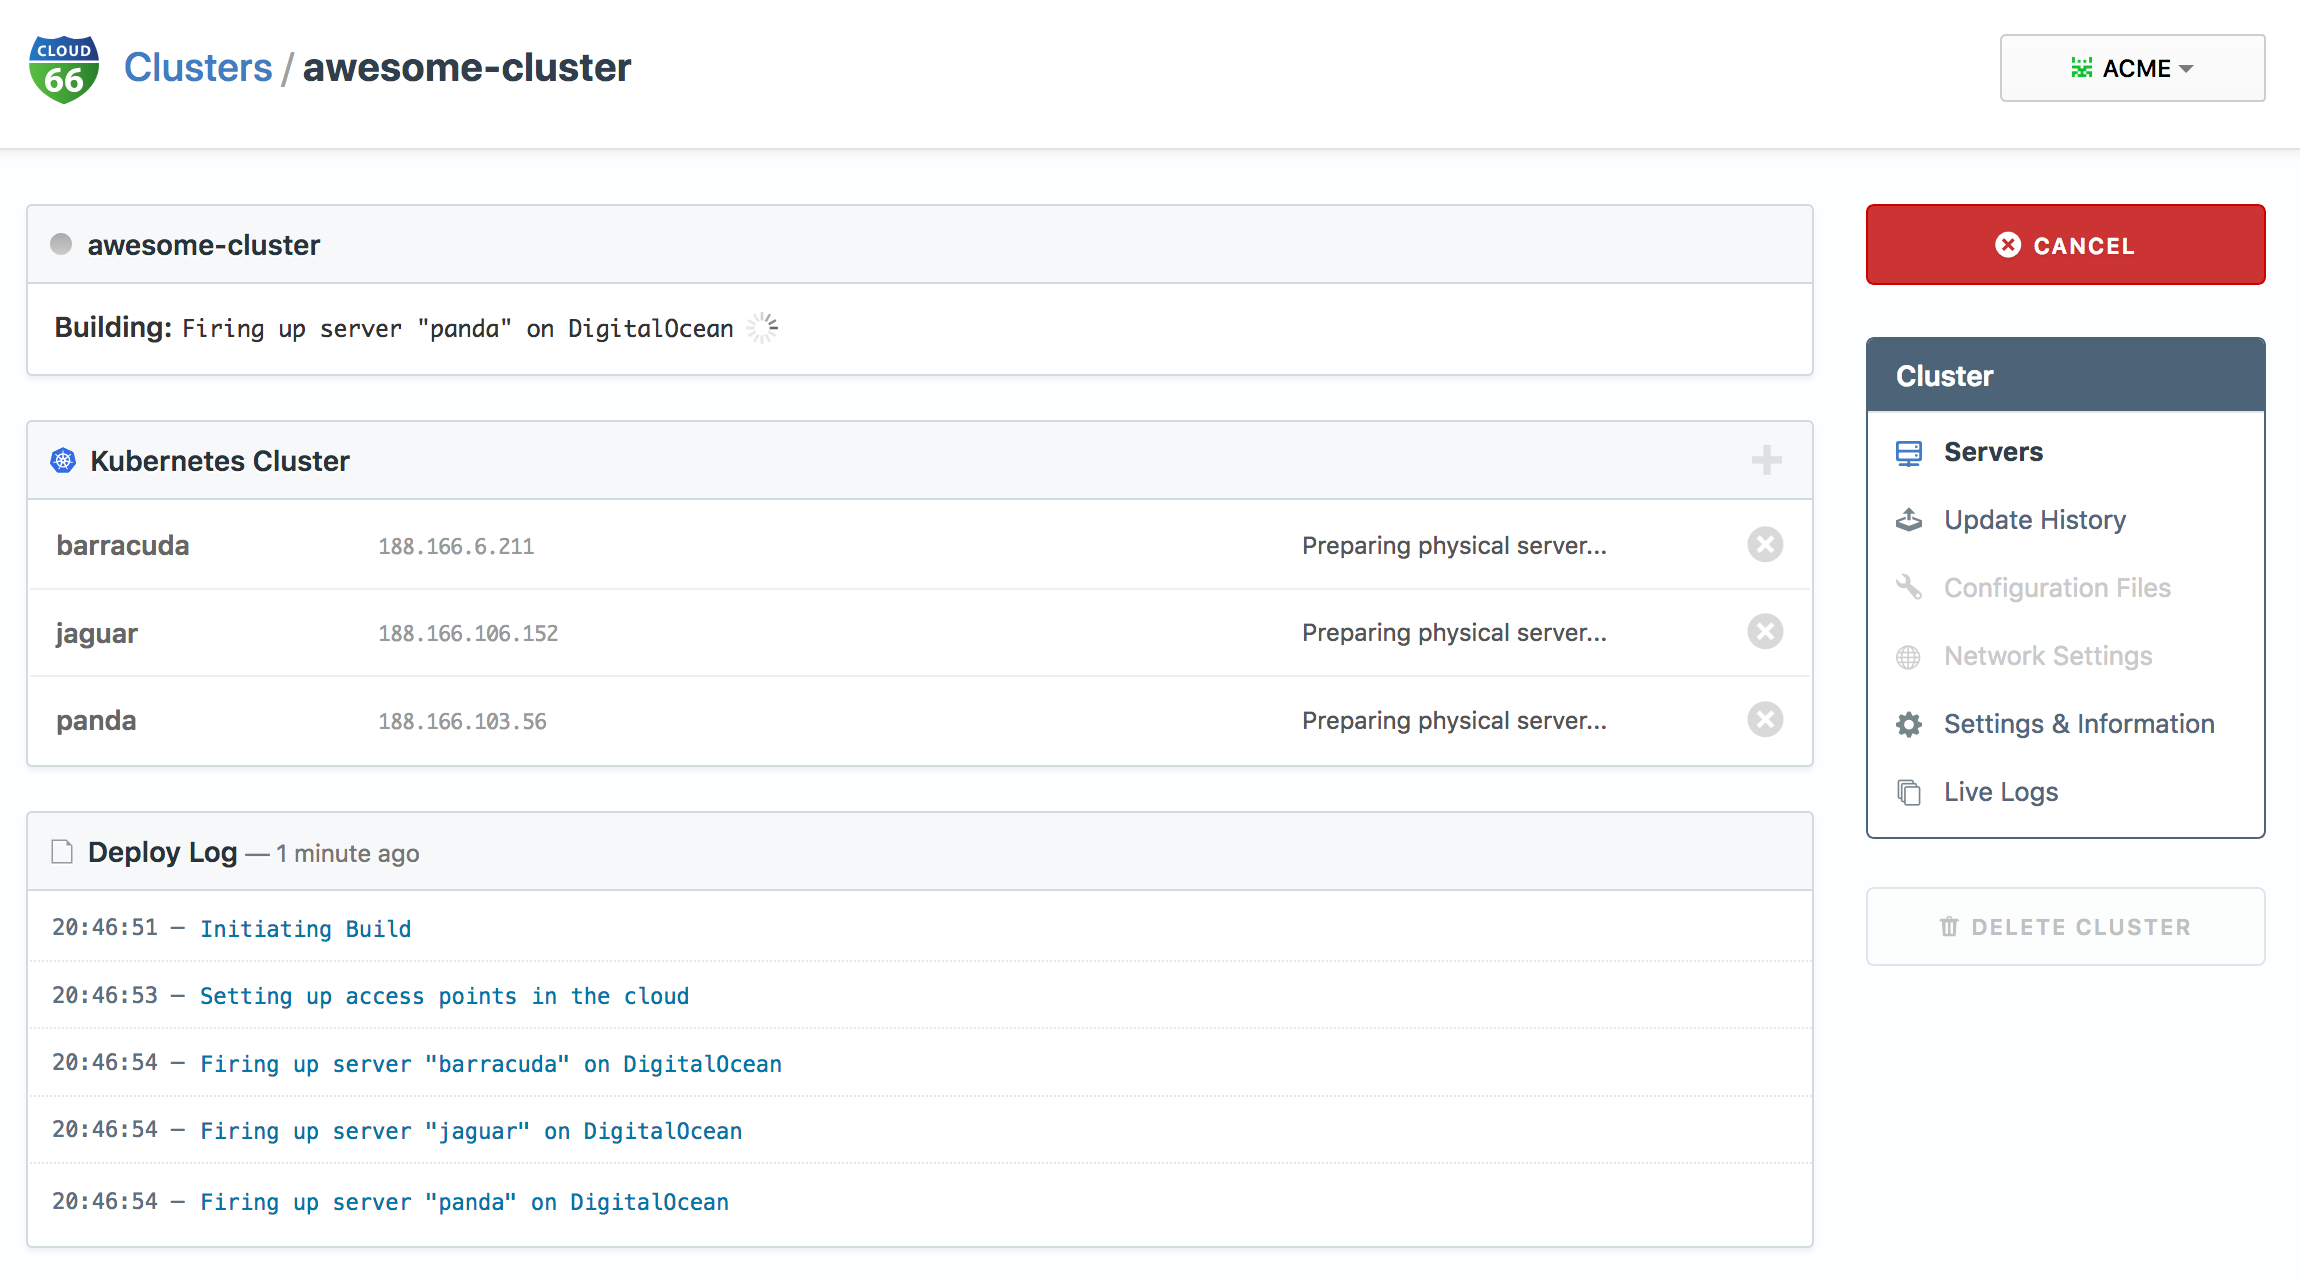 CLOUD
66
Clusters / awesome-cluster
ACME
awesome-cluster
Building: Firing up server "panda" on DigitalOcean
CANCEL
Kubernetes Cluster
barracuda 188.166.6.211 Preparing physical server...
jaguar 188.166.106.152 Preparing physical server...
panda 188.166.103.56 Preparing physical server...
Deploy Log — 1 minute ago
20:46:51 – Initiating Build
20:46:53 – Setting up access points in the cloud
20:46:54 – Firing up server "barracuda" on DigitalOcean
20:46:54 – Firing up server "jaguar" on DigitalOcean
20:46:54 – Firing up server "panda" on DigitalOcean
Cluster
Servers
Update History
Configuration Files
Network Settings
Settings & Information
Live Logs
DELETE CLUSTER